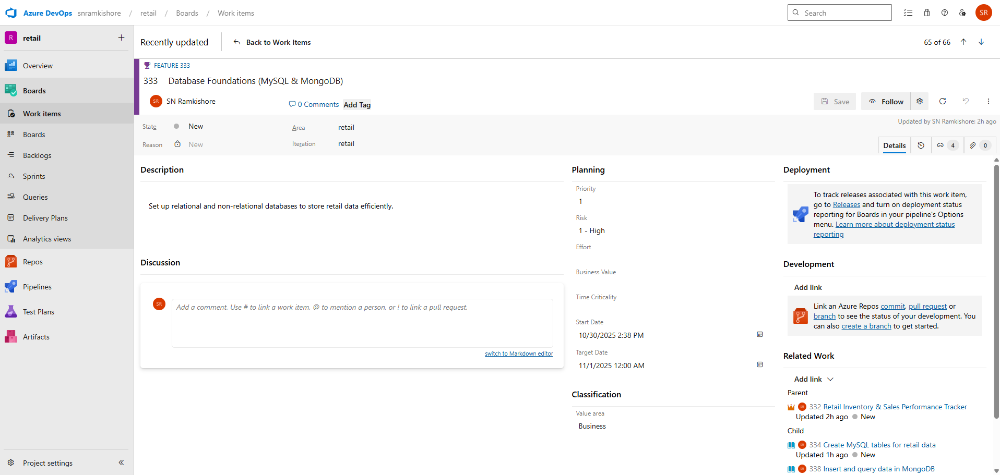 Azure DevOps snramkishore / retail / Boards / Work items
Search
SR
R retail
Recently updated
Back to Work Items
65 of 66
Overview
Boards
Work items
Boards
Backlogs
Sprints
Queries
Delivery Plans
Analytics views
Repos
Pipelines
Test Plans
Artifacts
Project settings
FEATURE 333
333 Database Foundations (MySQL & MongoDB)
SR SN Ramkishore
0 Comments
Add Tag
Save
Follow
State New
Area retail
Updated by SN Ramkishore: 2h ago
Reason New
Iteration retail
Details
4
0
Description
Set up relational and non-relational databases to store retail data efficiently.
Discussion
SR
Add a comment. Use # to link a work item, @ to mention a person, or ! to link a pull request.
switch to Markdown editor
Planning
Priority
1
Risk
1 - High
Effort
Business Value
Time Criticality
Start Date
10/30/2025 2:38 PM
Target Date
11/1/2025 12:00 AM
Classification
Value area
Business
Deployment
To track releases associated with this work item,
go to Releases and turn on deployment status
reporting for Boards in your pipeline's Options
menu. Learn more about deployment status
reporting
Development
Add link
Link an Azure Repos commit, pull request or
branch to see the status of your development. You
can also create a branch to get started.
Related Work
Add link
Parent
SR 332 Retail Inventory & Sales Performance Tracker
Updated 2h ago New
Child
SR 334 Create MySQL tables for retail data
Updated 1h ago New
SR 338 Insert and query data in MongoDB